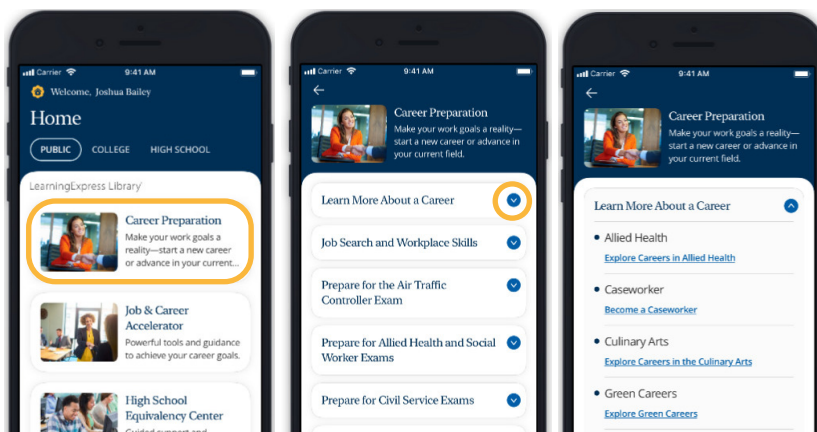 Carrier 9:41 AM
Welcome, Joshua Bailey
Home
PUBLIC COLLEGE HIGH SCHOOL
LearningExpress Library
Career Preparation
Make your work goals a
reality—start a new career
or advance in your current...
Job & Career
Accelerator
Powerful tools and guidance
to achieve your career goals.
High School
Equivalency Center
Guided support and
Carrier 9:41 AM
Career Preparation
Make your work goals a reality—
start a new career or advance in
your current field.
Learn More About a Career
Job Search and Workplace Skills
Prepare for the Air Traffic
Controller Exam
Prepare for Allied Health and Social
Worker Exams
Prepare for Civil Service Exams
Carrier 9:41 AM
Career Preparation
Make your work goals a reality—
start a new career or advance in
your current field.
Learn More About a Career
• Allied Health
Explore Careers in Allied Health
• Caseworker
Become a Caseworker
• Culinary Arts
Explore Careers in the Culinary Arts
• Green Careers
Explore Green Careers